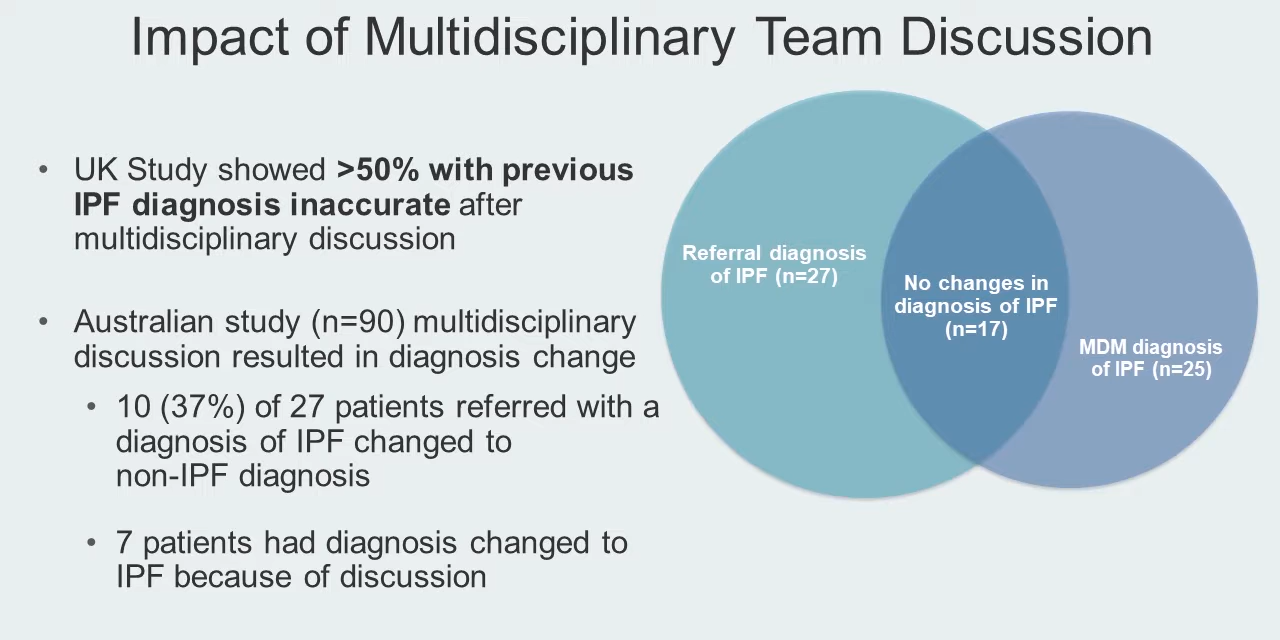 Impact of Multidisciplinary Team Discussion
• UK Study showed >50% with previous
IPF diagnosis inaccurate after
multidisciplinary discussion
• Australian study (n=90) multidisciplinary
discussion resulted in diagnosis change
• 10 (37%) of 27 patients referred with a
diagnosis of IPF changed to
non-IPF diagnosis
• 7 patients had diagnosis changed to
IPF because of discussion
Referral diagnosis
of IPF (n=27)
No changes in
diagnosis of IPF
(n=17)
MDM diagnosis
of IPF (n=25)